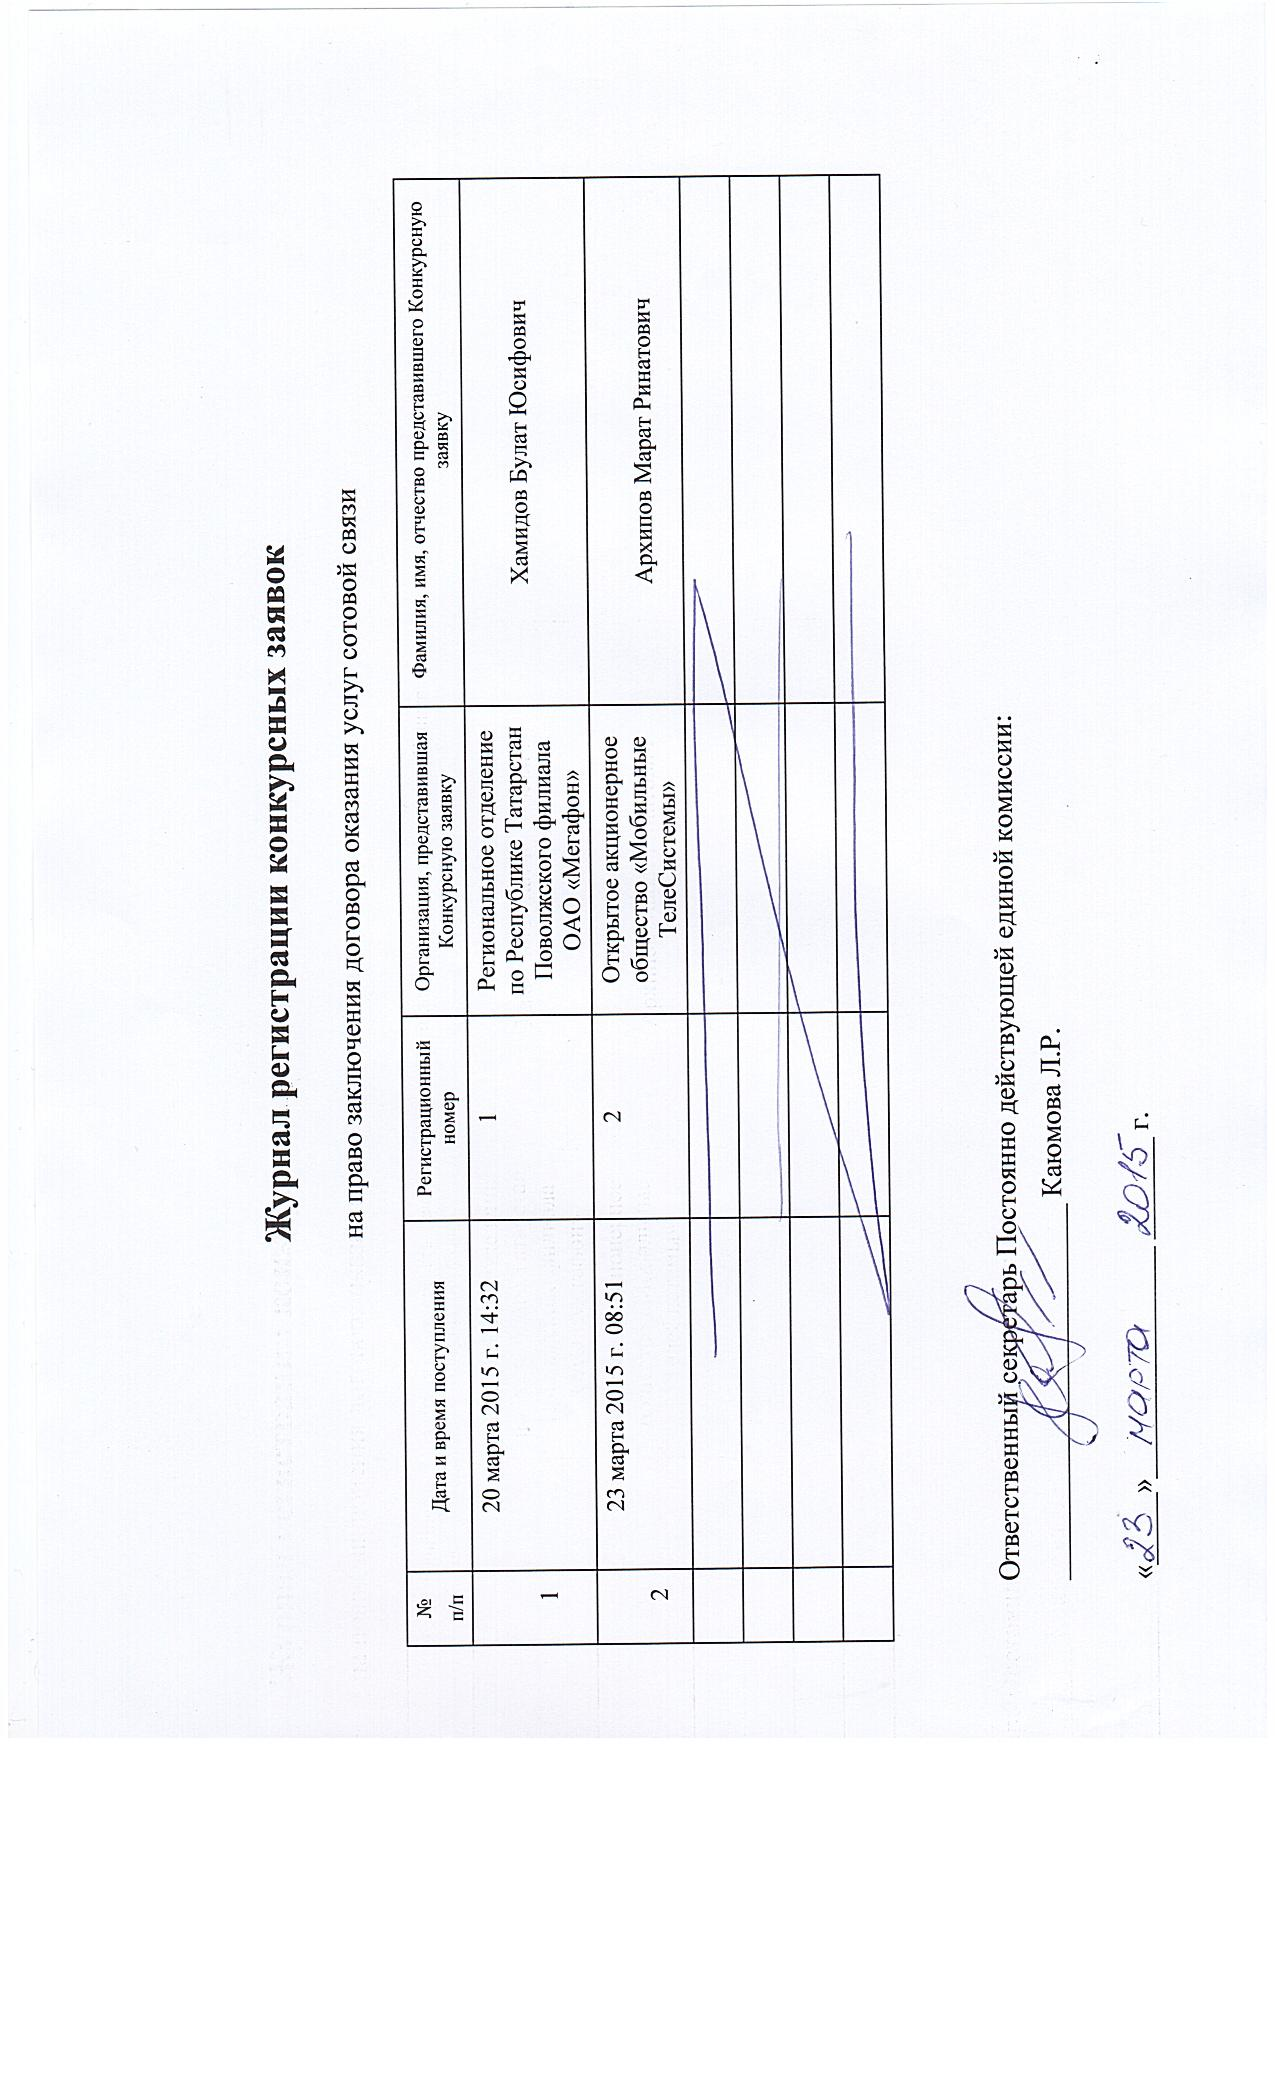 Журнал регистрации конкурсных заявок
на право заключения договора оказания услуг сотовой связи
№ п/п
Дата и время поступления
Регистрационный номер
Организация, представившая Конкурсную заявку
Фамилия, имя, отчество представившего Конкурсную заявку
1
20 марта 2015 г. 14:32
1
Региональное отделение
по Республике Татарстан
Поволжского филиала
ОАО «Мегафон»
Хамидов Булат Юсифович
2
23 марта 2015 г. 08:51
2
Открытое акционерное
общество «Мобильные
ТелеСистемы»
Архипов Марат Ринатович
Ответственный секретарь Постоянно действующей единой комиссии:
Каюмова Л.Р.
«23» марта 2015 г.